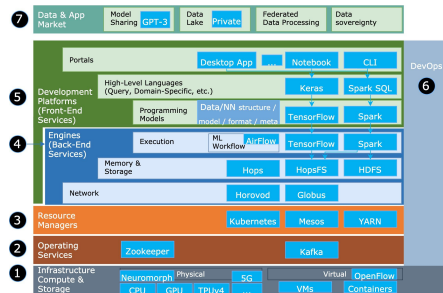 7
Data & App
Market
Model
Sharing
GPT-3
Data
Lake
Private
Federated
Data Processing
Data
sovereignty
DevOps
6
5
Development
Platforms
(Front-End
Services)
Portals
Desktop App
...
Notebook
CLI
High-Level Languages
(Query, Domain-Specific, etc.)
Keras
Spark SQL
Programming
Models
Data/NN structure /
model / format / meta
TensorFlow
Spark
4
Engines
(Back-End
Services)
Execution
ML
Workflow
AirFlow
TensorFlow
Spark
Memory &
Storage
Hops
HopsFS
HDFS
Network
Horovod
Globus
3
Resource
Managers
Kubernetes
Mesos
YARN
2
Operating
Services
Zookeeper
Kafka
1
Infrastructure
Compute &
Storage
Neuromorph
Physical
5G
Virtual
OpenFlow
CPU
GPU
TPUv4
...
VMs
Containers